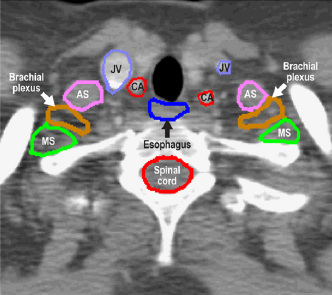 JV
JV
Brachial
plexus
Brachial
plexus
AS
CA
CA
AS
MS
Esophagus
MS
Spinal
cord